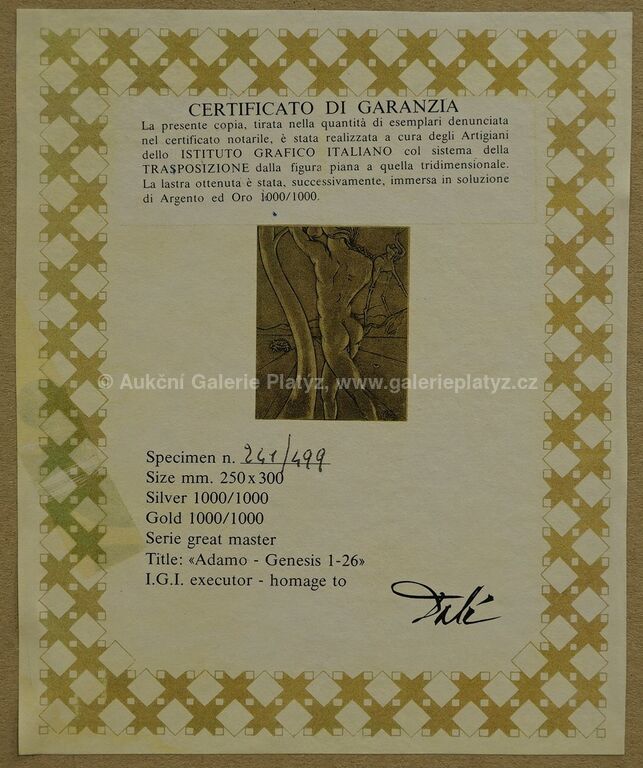 CERTIFICATO DI GARANZIA
La presente copia, tirata nella quantità di esemplari denunciata
nel certificato notarile, è stata realizzata a cura degli Artigiani
dello ISTITUTO GRAFICO ITALIANO col sistema della
TRASPOSIZIONE dalla figura piana a quella tridimensionale.
La lastra ottenuta è stata, successivamente, immersa in soluzione
di Argento ed Oro 1000/1000.
© Aukční Galerie Platýz, www.galerieplatyz.cz
Specimen n. 241/499
Size mm. 250 x 300
Silver 1000/1000
Gold 1000/1000
Serie great master
Title: «Adamo - Genesis 1-26»
I.G.I. executor - homage to
Dalí